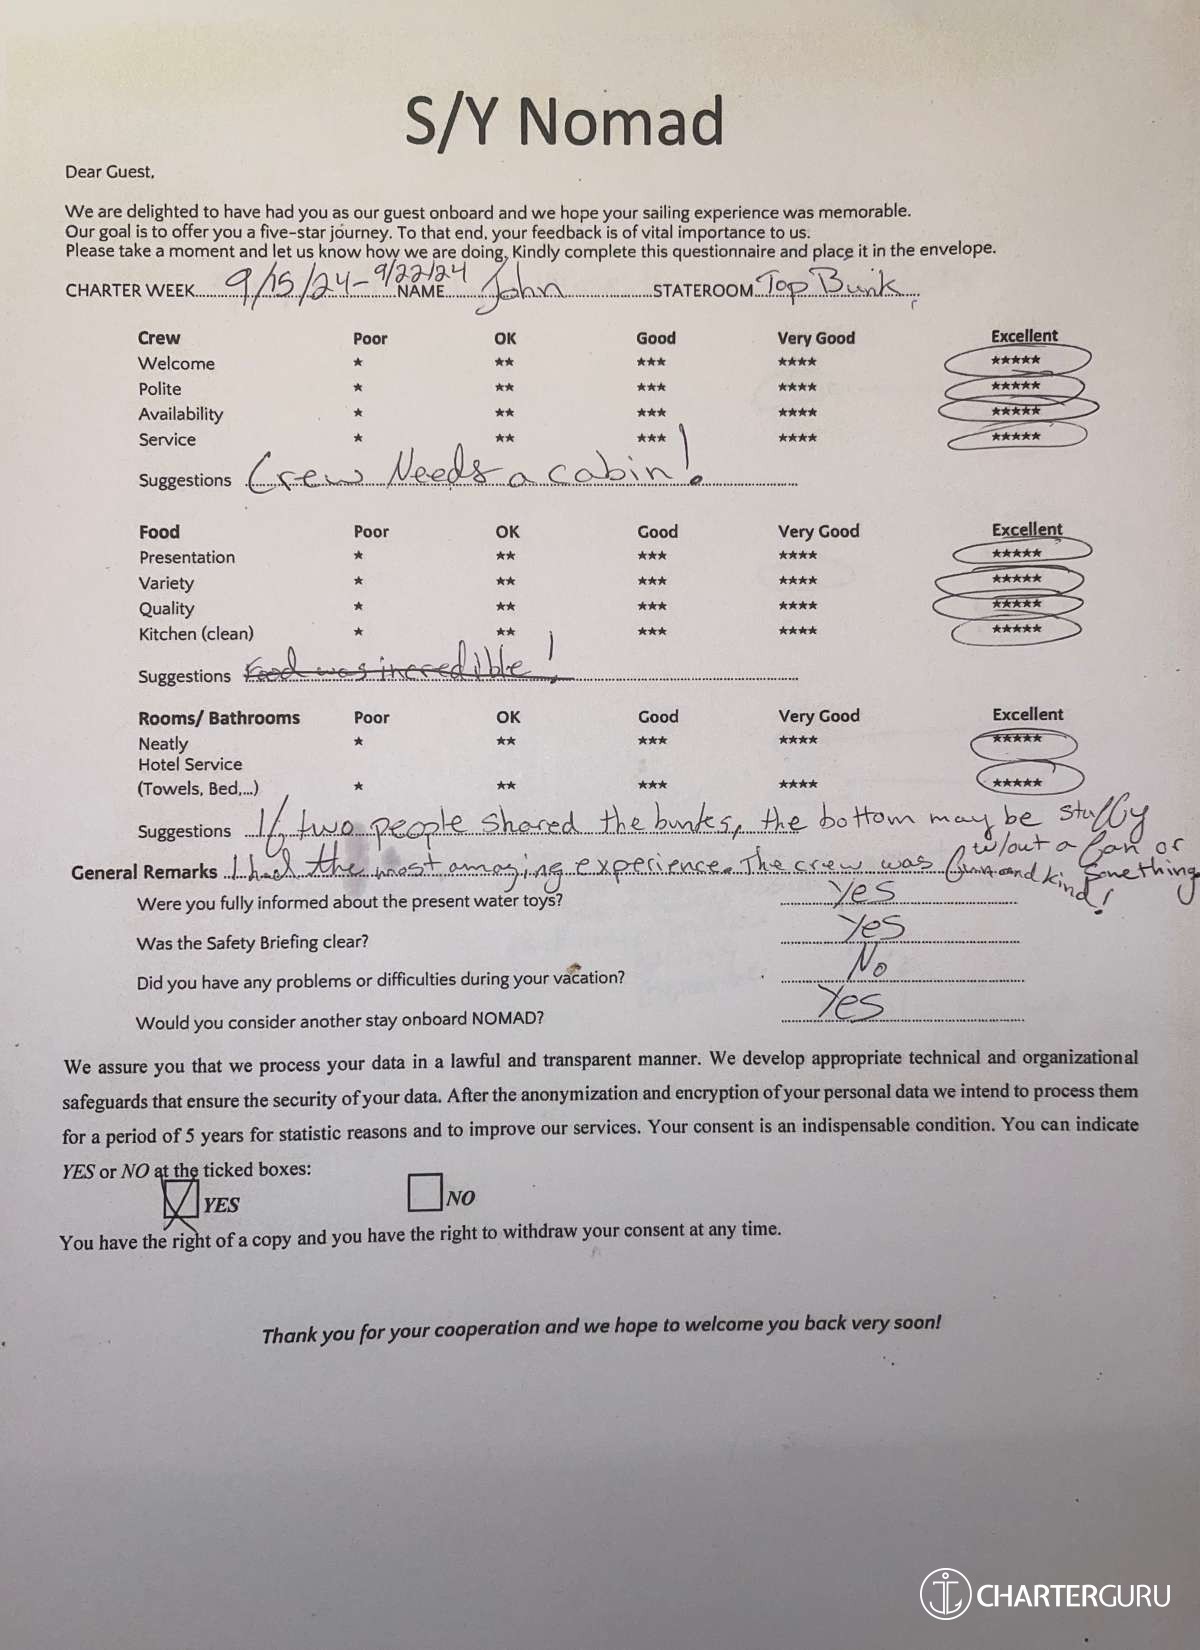 S/Y Nomad
Dear Guest,
We are delighted to have had you as our guest onboard and we hope your sailing experience was memorable.
Our goal is to offer you a five-star journey. To that end, your feedback is of vital importance to us.
Please take a moment and let us know how we are doing, Kindly complete this questionnaire and place it in the envelope.
CHARTER WEEK 9/15/24-9/22/24 NAME John STATEROOM Top Bunk
Crew Poor OK Good Very Good Excellent
Welcome ★ ★★ ★★★ ★★★★ ★★★★★
Polite ★ ★★ ★★★ ★★★★ ★★★★★
Availability ★ ★★ ★★★ ★★★★ ★★★★★
Service ★ ★★ ★★★ ★★★★ ★★★★★
Suggestions Crew Needs a cabin!
Food Poor OK Good Very Good Excellent
Presentation ★ ★★ ★★★ ★★★★ ★★★★★
Variety ★ ★★ ★★★ ★★★★ ★★★★★
Quality ★ ★★ ★★★ ★★★★ ★★★★★
Kitchen (clean) ★ ★★ ★★★ ★★★★ ★★★★★
Suggestions Food was incredible!
Rooms/ Bathrooms Poor OK Good Very Good Excellent
Neatly ★ ★★ ★★★ ★★★★ ★★★★★
Hotel Service
(Towels, Bed,...) ★ ★★ ★★★ ★★★★ ★★★★★
Suggestions If two people shared the bunks, the bottom may be stuffy
w/out a fan or
something
General Remarks I had the most amazing experience. The crew was fun and kind!
Were you fully informed about the present water toys? Yes
Was the Safety Briefing clear? Yes
Did you have any problems or difficulties during your vacation? No
Would you consider another stay onboard NOMAD? Yes
We assure you that we process your data in a lawful and transparent manner. We develop appropriate technical and organizational
safeguards that ensure the security of your data. After the anonymization and encryption of your personal data we intend to process them
for a period of 5 years for statistic reasons and to improve our services. Your consent is an indispensable condition. You can indicate
YES or NO at the ticked boxes:
YES NO
You have the right of a copy and you have the right to withdraw your consent at any time.
Thank you for your cooperation and we hope to welcome you back very soon!
CHARTERGURU